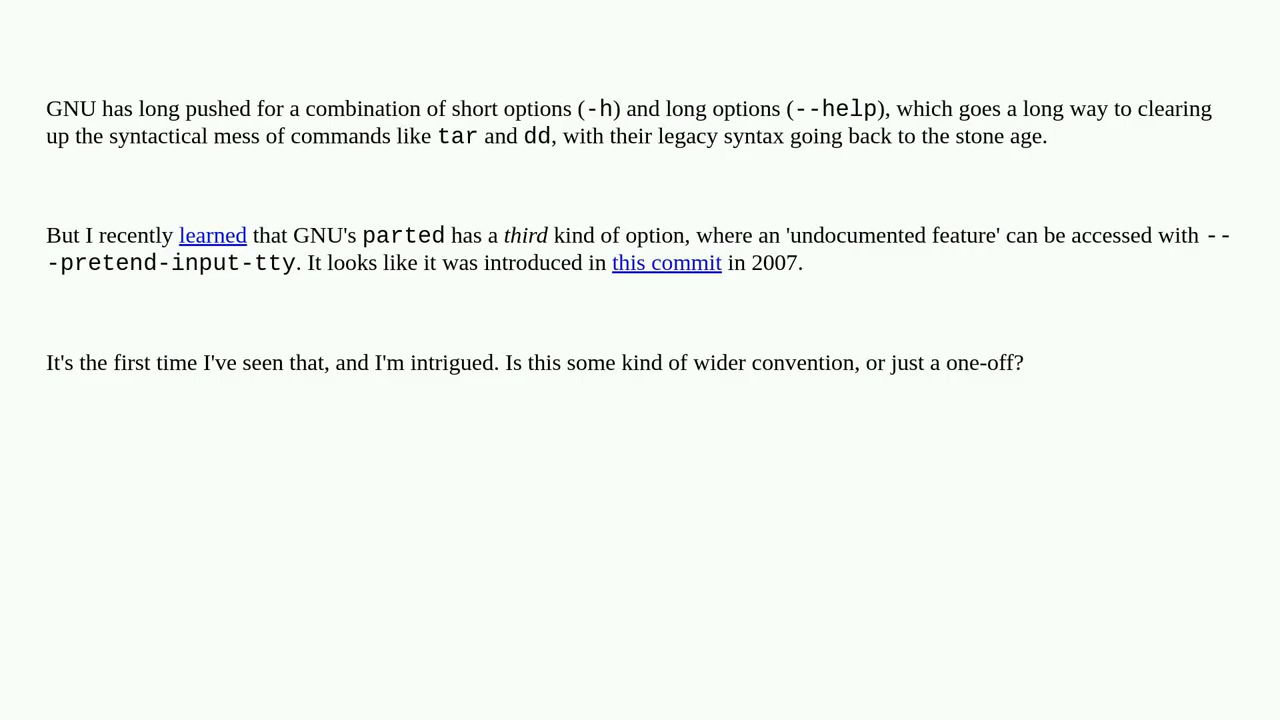 GNU has long pushed for a combination of short options (-h) and long options (--help), which goes a long way to clearing
up the syntactical mess of commands like tar and dd, with their legacy syntax going back to the stone age.
But I recently learned that GNU's parted has a third kind of option, where an 'undocumented feature' can be accessed with --
-pretend-input-tty. It looks like it was introduced in this commit in 2007.
It's the first time I've seen that, and I'm intrigued. Is this some kind of wider convention, or just a one-off?